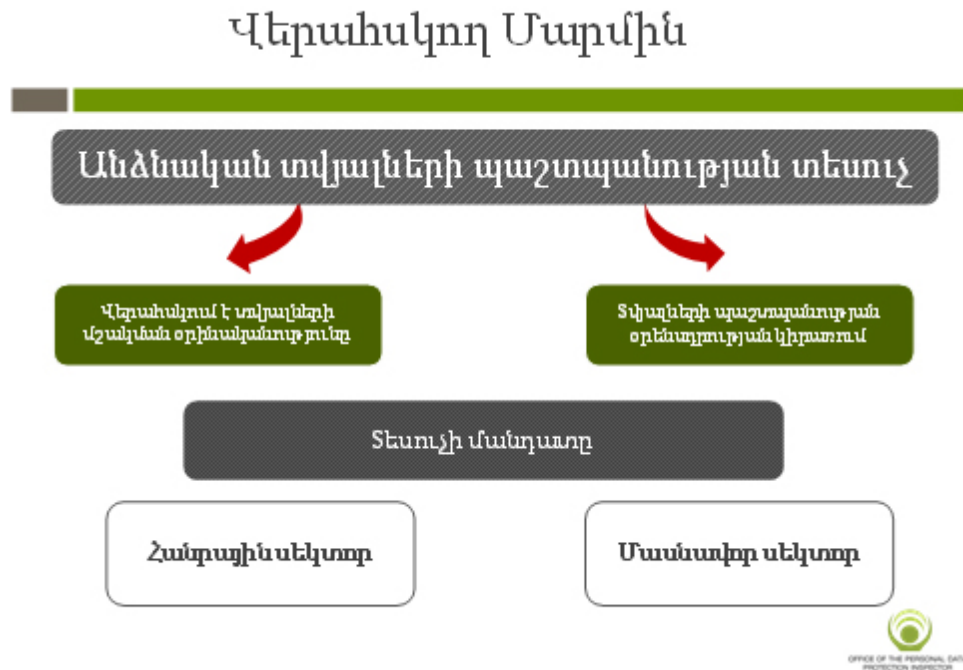 Վերահսկող Մարմին
Անձնական տվյալների պաշտպանության տեսուչ
Վերահսկում է տվյալների
մշակման օրինականությունը
Տվյալների պաշտպանության
օրենսդրության կիրառում
Տեսուչի մանդատը
Հանրային սեկտոր
Մասնավոր սեկտոր
OFFICE OF THE PERSONAL DATA
PROTECTION INSPECTOR